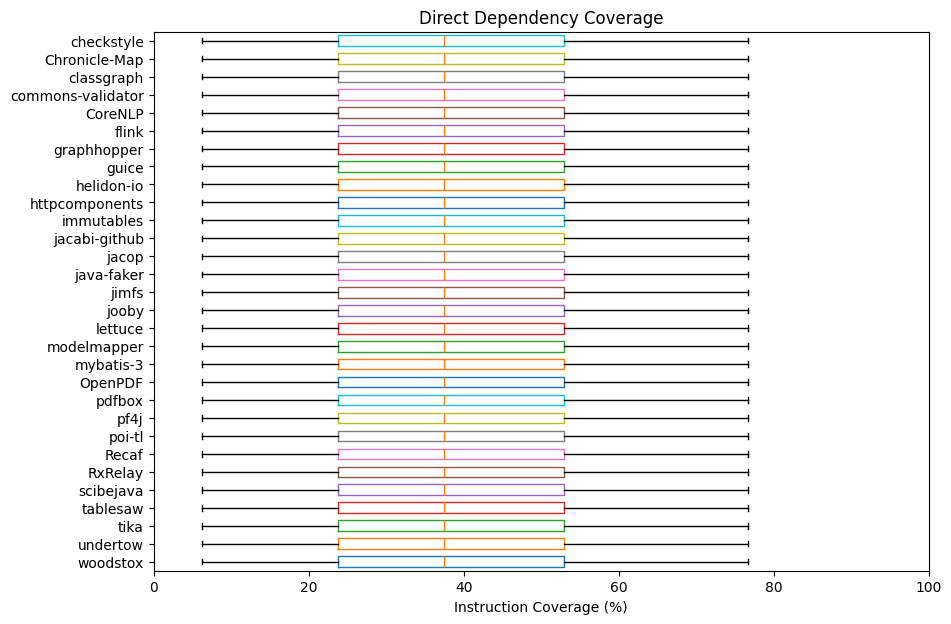 Direct Dependency Coverage
checkstyle
Chronicle-Map
classgraph
commons-validator
CoreNLP
flink
graphhopper
guice
helidon-io
httpcomponents
immutables
jacabi-github
jacop
java-faker
jimfs
jooby
lettuce
modelmapper
mybatis-3
OpenPDF
pdfbox
pf4j
poi-tl
Recaf
RxRelay
scibejava
tablesaw
tika
undertow
woodstox
0 20 40 60 80 100
Instruction Coverage (%)